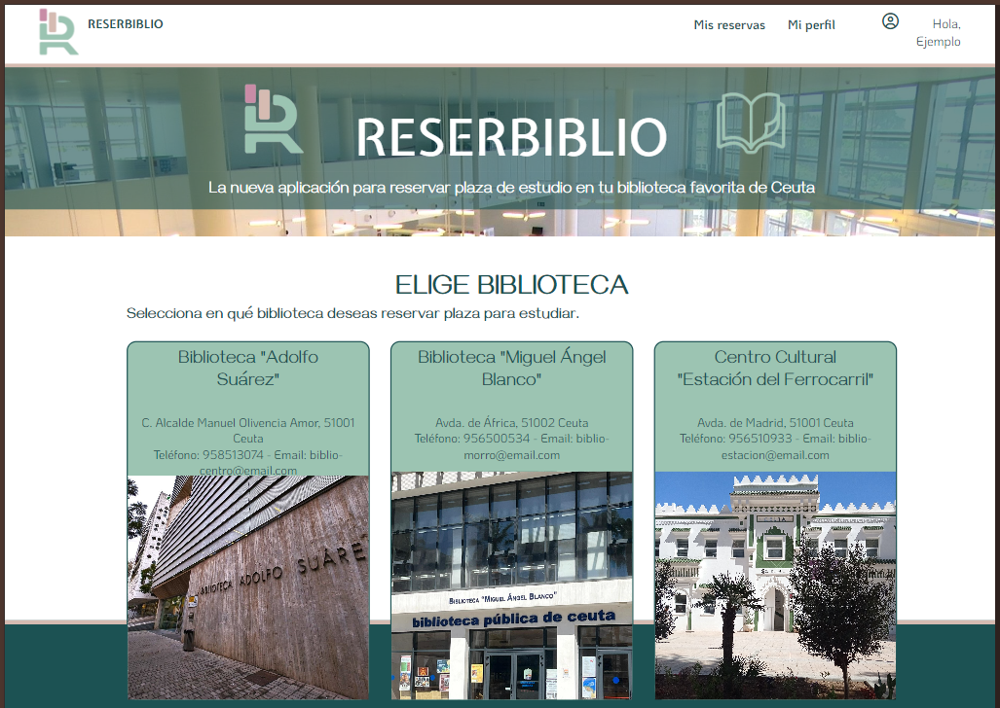 RESERBIBLIO
Mis reservas
Mi perfil
Hola,
Ejemplo
RESERBIBLIO
La nueva aplicación para reservar plaza de estudio en tu biblioteca favorita de Ceuta
ELIGE BIBLIOTECA
Selecciona en qué biblioteca deseas reservar plaza para estudiar.
Biblioteca "Adolfo
Suárez"
C. Alcalde Manuel Olivencia Amor, 51001
Ceuta
Teléfono: 958513074 - Email: biblio-
centro@email.com
BIBLIOTECA ADOLFO SUÁRE
Biblioteca "Miguel Ángel
Blanco"
Avda. de África, 51002 Ceuta
Teléfono: 956500534 - Email: biblio-
morro@email.com
BIBLIOTECA "MIGUEL ÁNGEL BLANCO"
biblioteca pública de ceuta
Centro Cultural
"Estación del Ferrocarril"
Avda. de Madrid, 51001 Ceuta
Teléfono: 956510933 - Email: biblio-
estacion@email.com